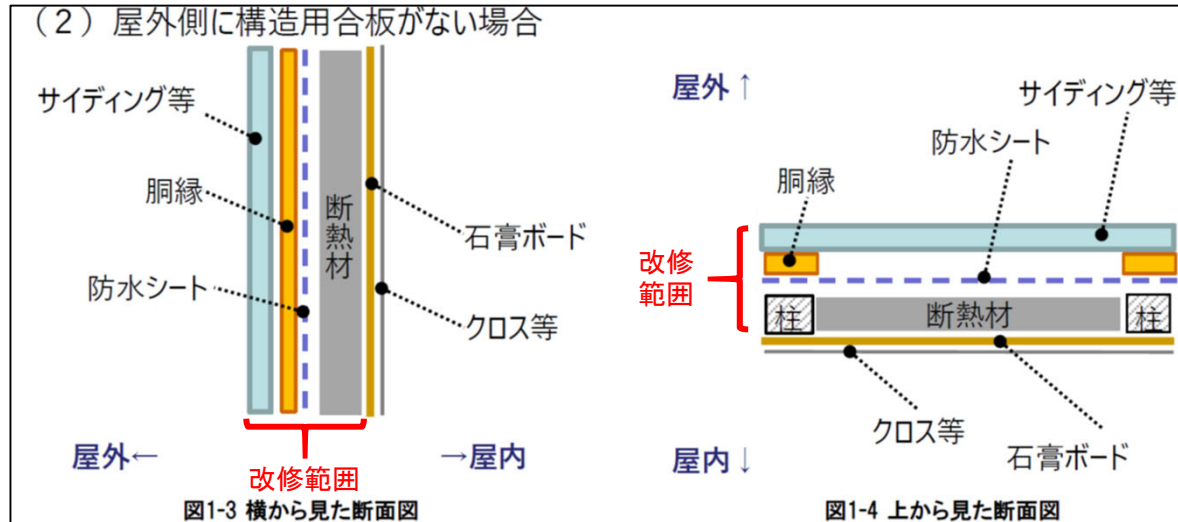 （２）屋外側に構造用合板がない場合
サイディング等
胴縁
防水シート
断熱材
石膏ボード
クロス等
屋外←
→屋内
改修範囲
図1-3 横から見た断面図
屋外↑
サイディング等
防水シート
胴縁
改修
範囲
柱
断熱材
柱
クロス等
石膏ボード
屋内↓
図1-4 上から見た断面図